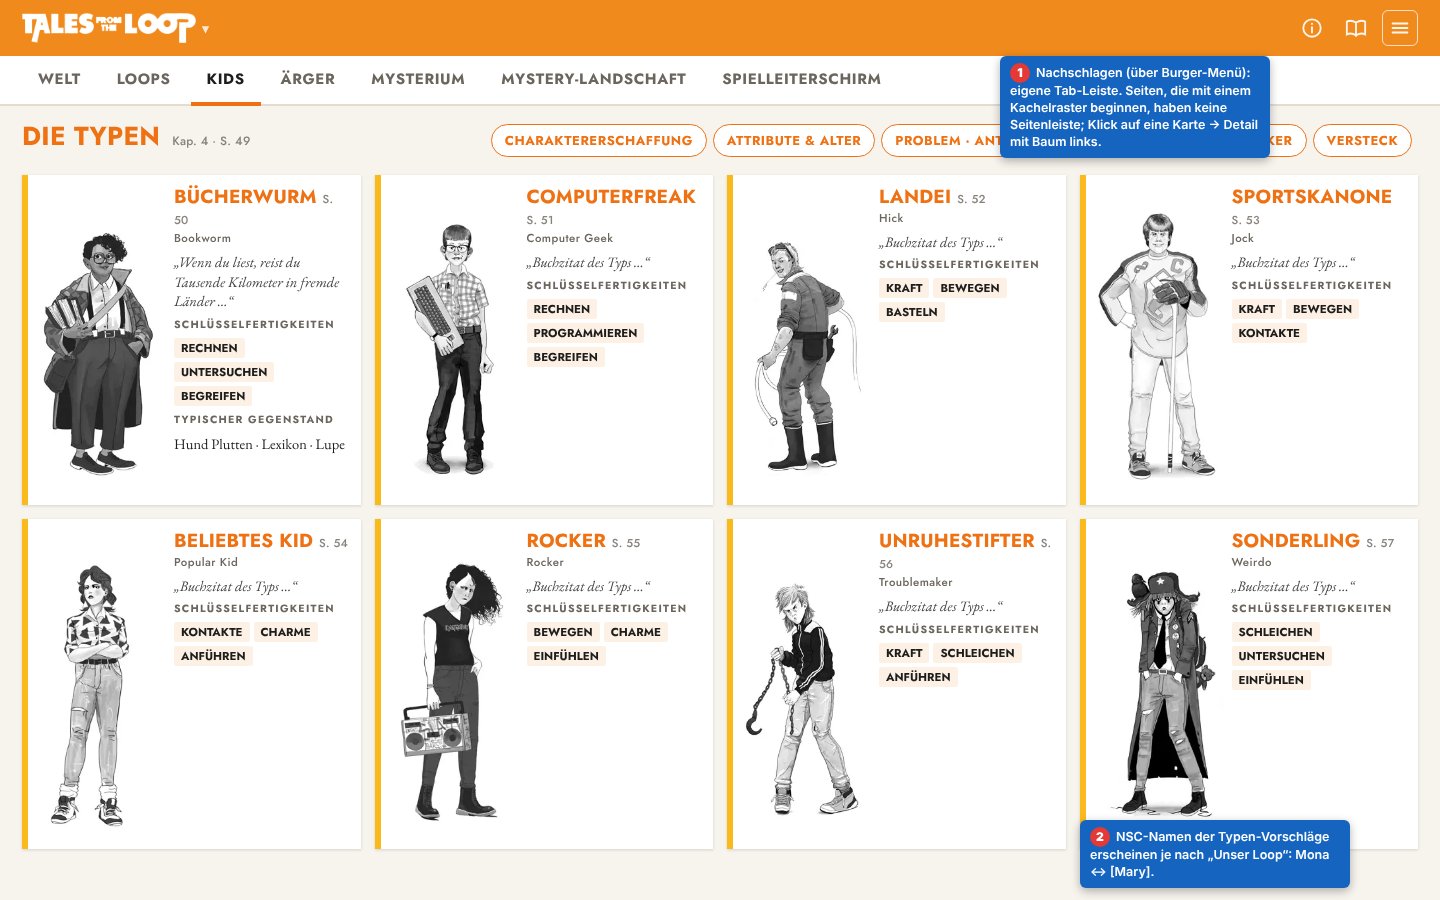 TALES FROM THE LOOP ▾
WELT LOOPS KIDS ÄRGER MYSTERIUM MYSTERY-LANDSCHAFT SPIELLEITERSCHIRM
1 Nachschlagen (über Burger-Menü):
eigene Tab-Leiste. Seiten, die mit einem
Kachelraster beginnen, haben keine
Seitenleiste; Klick auf eine Karte → Detail
mit Baum links.
DIE TYPEN Kap. 4 · S. 49
CHARAKTERERSCHAFFUNG ATTRIBUTE & ALTER PROBLEM · ANT KER VERSTECK
BÜCHERWURM S.
50
Bookworm
„Wenn du liest, reist du
Tausende Kilometer in fremde
Länder …“
SCHLÜSSELFERTIGKEITEN
RECHNEN
UNTERSUCHEN
BEGREIFEN
TYPISCHER GEGENSTAND
Hund Plutten · Lexikon · Lupe
COMPUTERFREAK
S. 51
Computer Geek
„Buchzitat des Typs …“
SCHLÜSSELFERTIGKEITEN
RECHNEN
PROGRAMMIEREN
BEGREIFEN
LANDEI S. 52
Hick
„Buchzitat des Typs …“
SCHLÜSSELFERTIGKEITEN
KRAFT BEWEGEN
BASTELN
SPORTSKANONE
S. 53
Jock
„Buchzitat des Typs …“
SCHLÜSSELFERTIGKEITEN
KRAFT BEWEGEN
KONTAKTE
BELIEBTES KID S. 54
Popular Kid
„Buchzitat des Typs …“
SCHLÜSSELFERTIGKEITEN
KONTAKTE CHARME
ANFÜHREN
ROCKER S. 55
Rocker
„Buchzitat des Typs …“
SCHLÜSSELFERTIGKEITEN
BEWEGEN CHARME
EINFÜHLEN
UNRUHESTIFTER S.
56
Troublemaker
„Buchzitat des Typs …“
SCHLÜSSELFERTIGKEITEN
KRAFT SCHLEICHEN
ANFÜHREN
SONDERLING S. 57
Weirdo
„Buchzitat des Typs …“
SCHLÜSSELFERTIGKEITEN
SCHLEICHEN
UNTERSUCHEN
EINFÜHLEN
2 NSC-Namen der Typen-Vorschläge
erscheinen je nach „Unser Loop“: Mona
↔ [Mary].